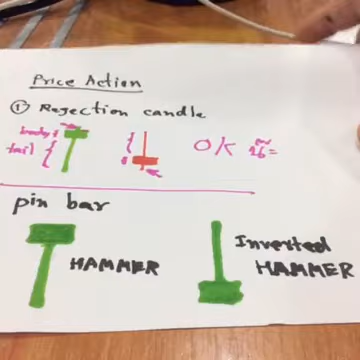 Price Action
① Rejection candle
body
tail
OK
pin bar
HAMMER
Inverted
HAMMER